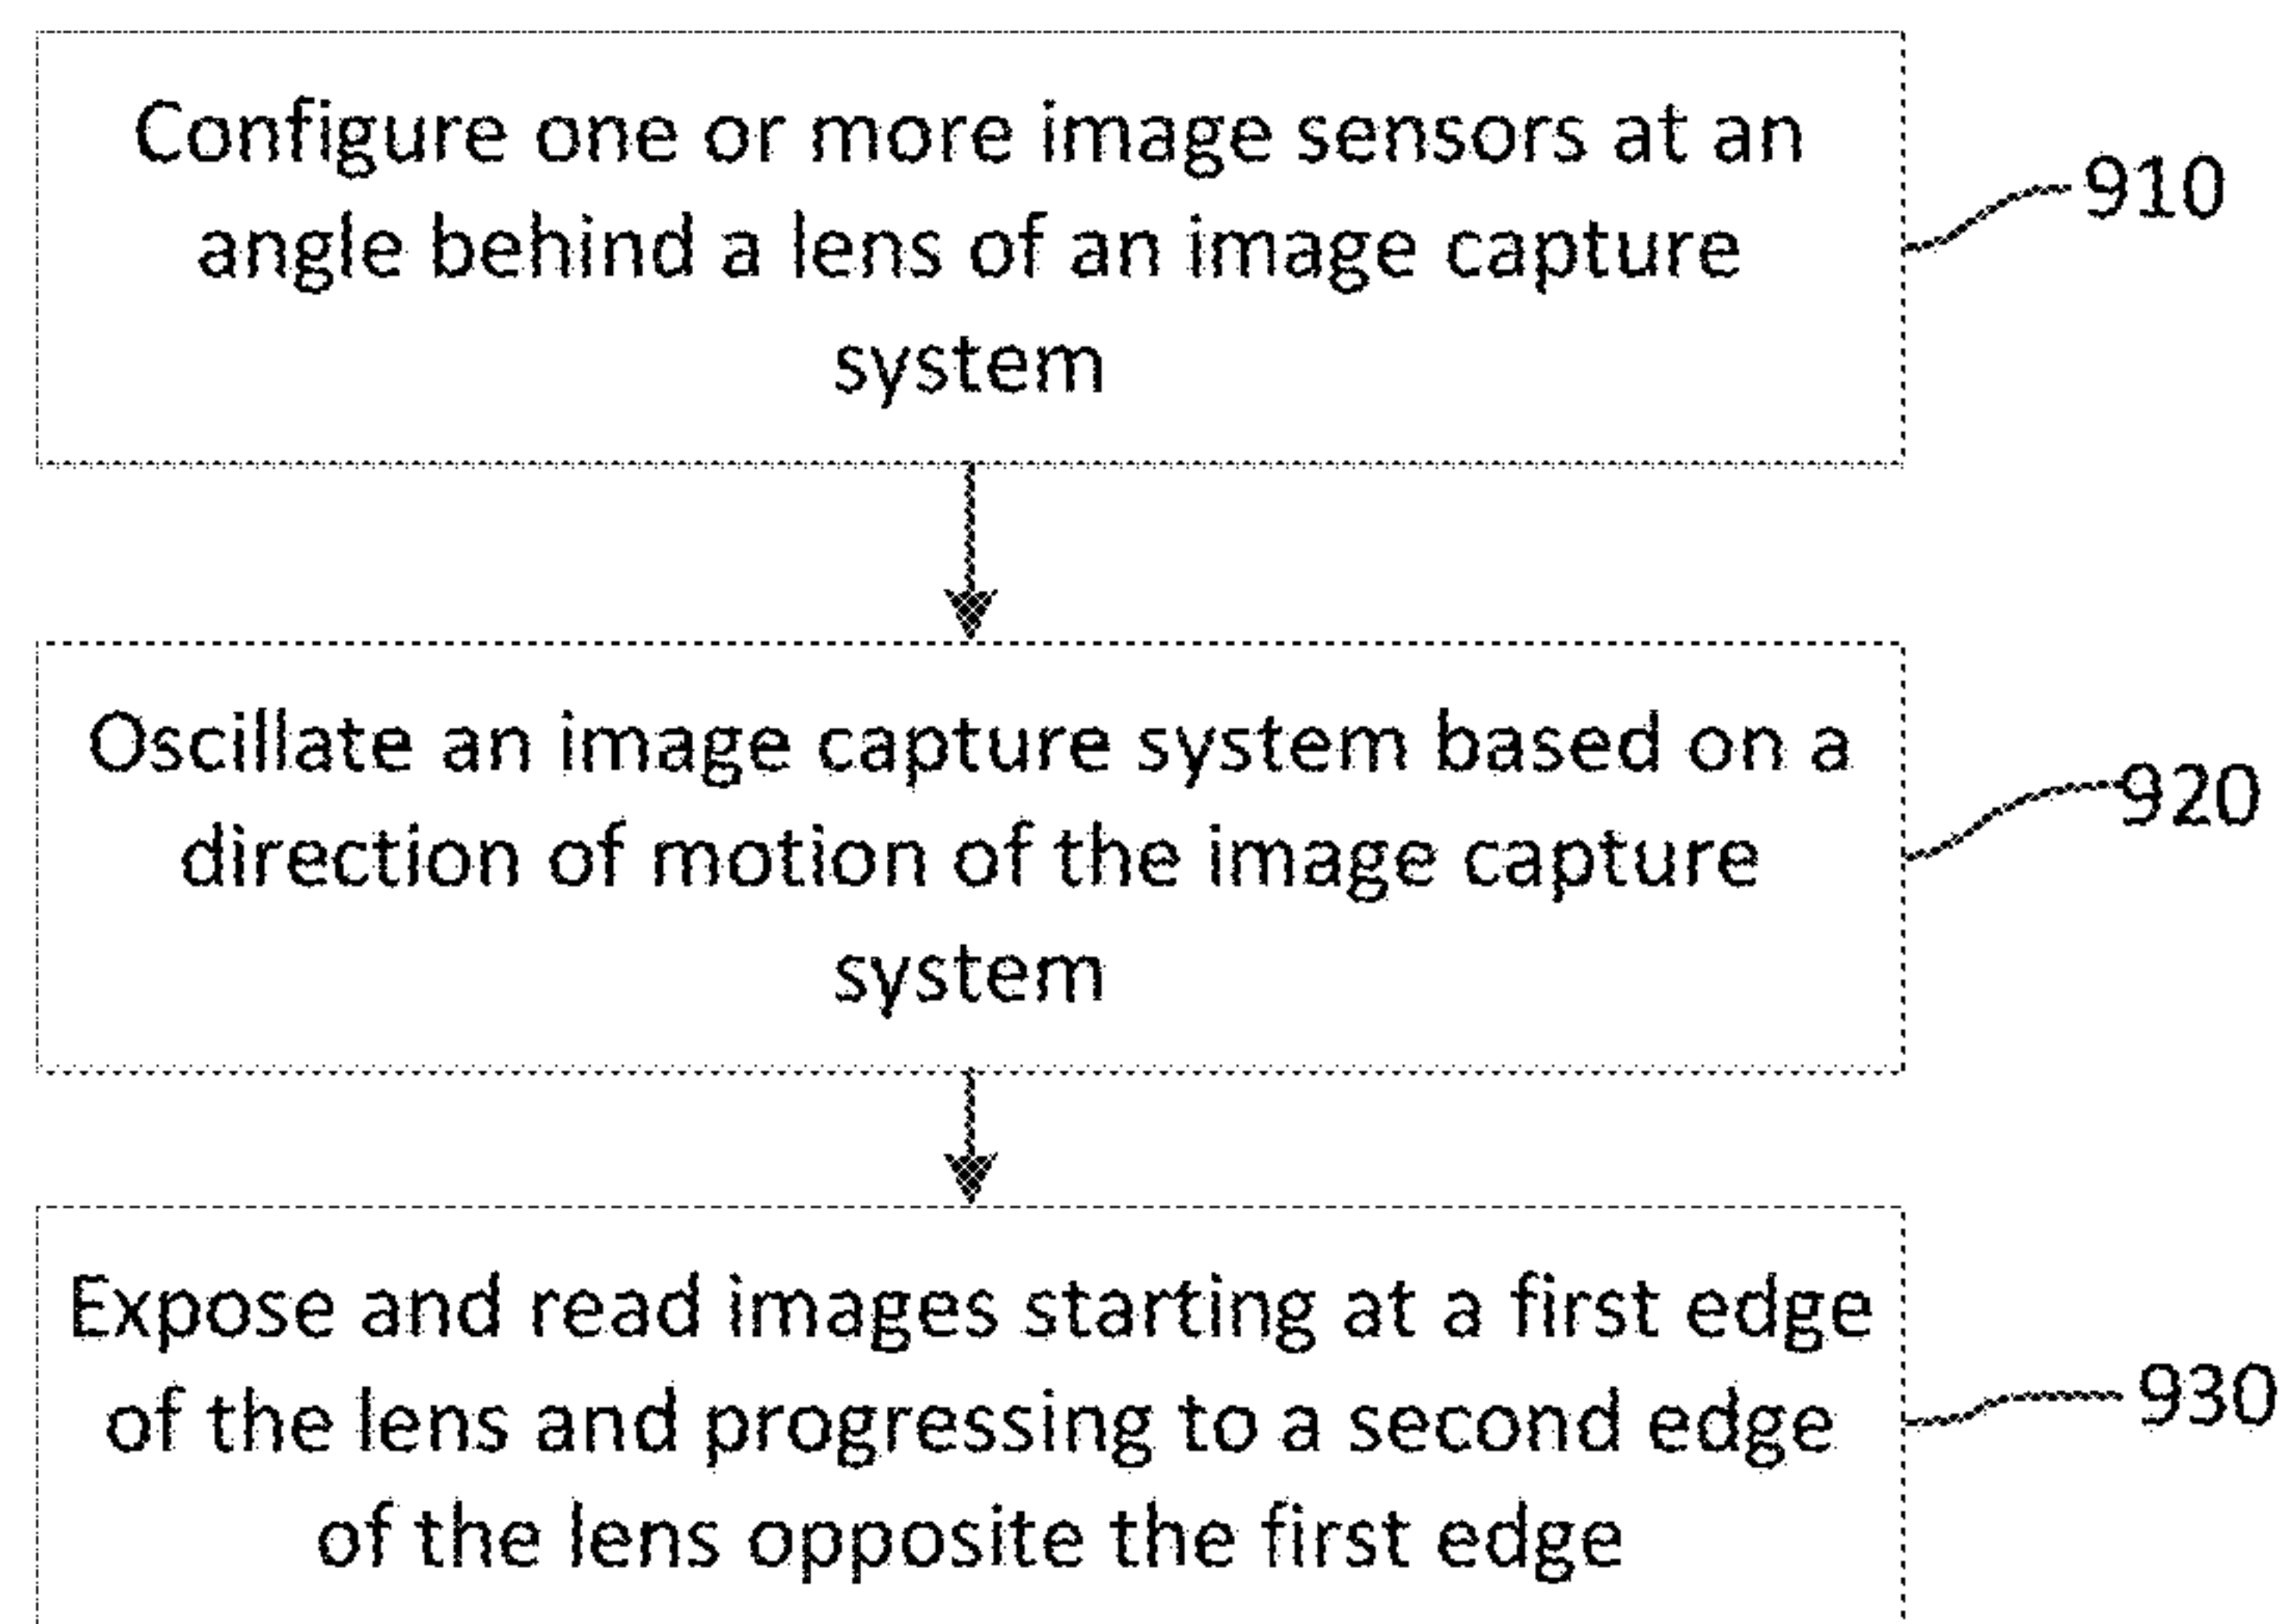 Configure one or more image sensors at an
angle behind a lens of an image capture
system
910
Oscillate an image capture system based on a
direction of motion of the image capture
system
920
Expose and read images starting at a first edge
of the lens and progressing to a second edge
of the lens opposite the first edge
930